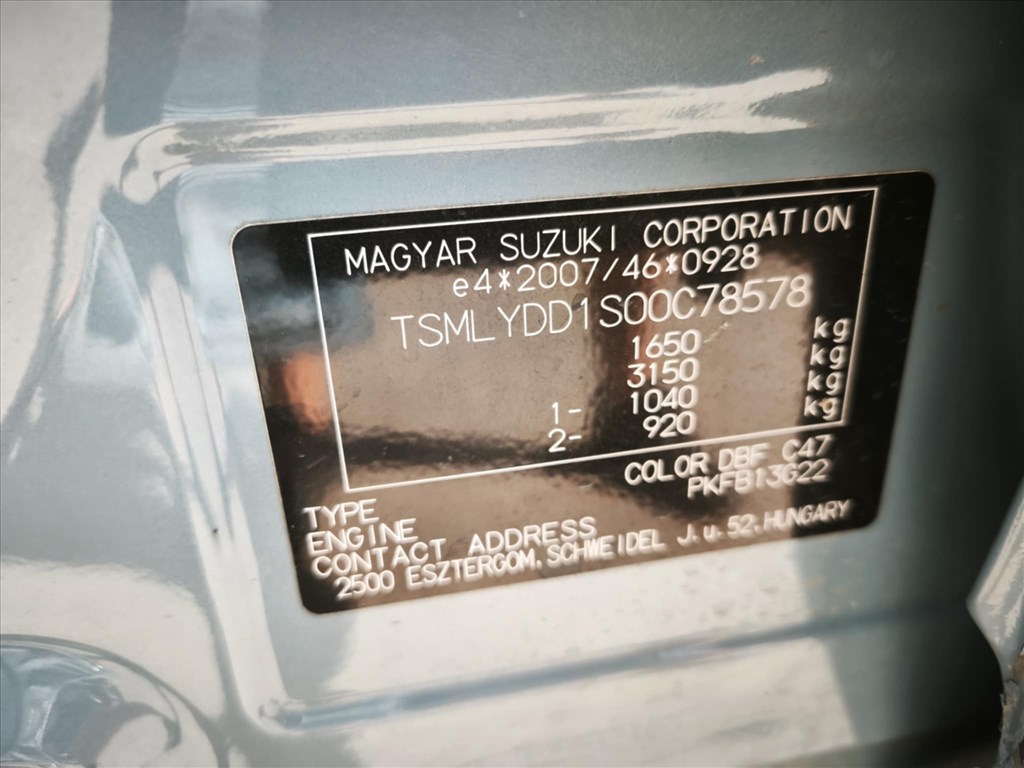 MAGYAR SUZUKI CORPORATION
e4*2007/46*0928
TSMLYDD1S00C78578
1650 kg
3150 kg
1- 1040 kg
2- 920 kg
COLOR DBF C47
TYPE PKFB13G22
ENGINE
CONTACT ADDRESS
2500 ESZTERGOM, SCHWEIDEL J.u.52, HUNGARY